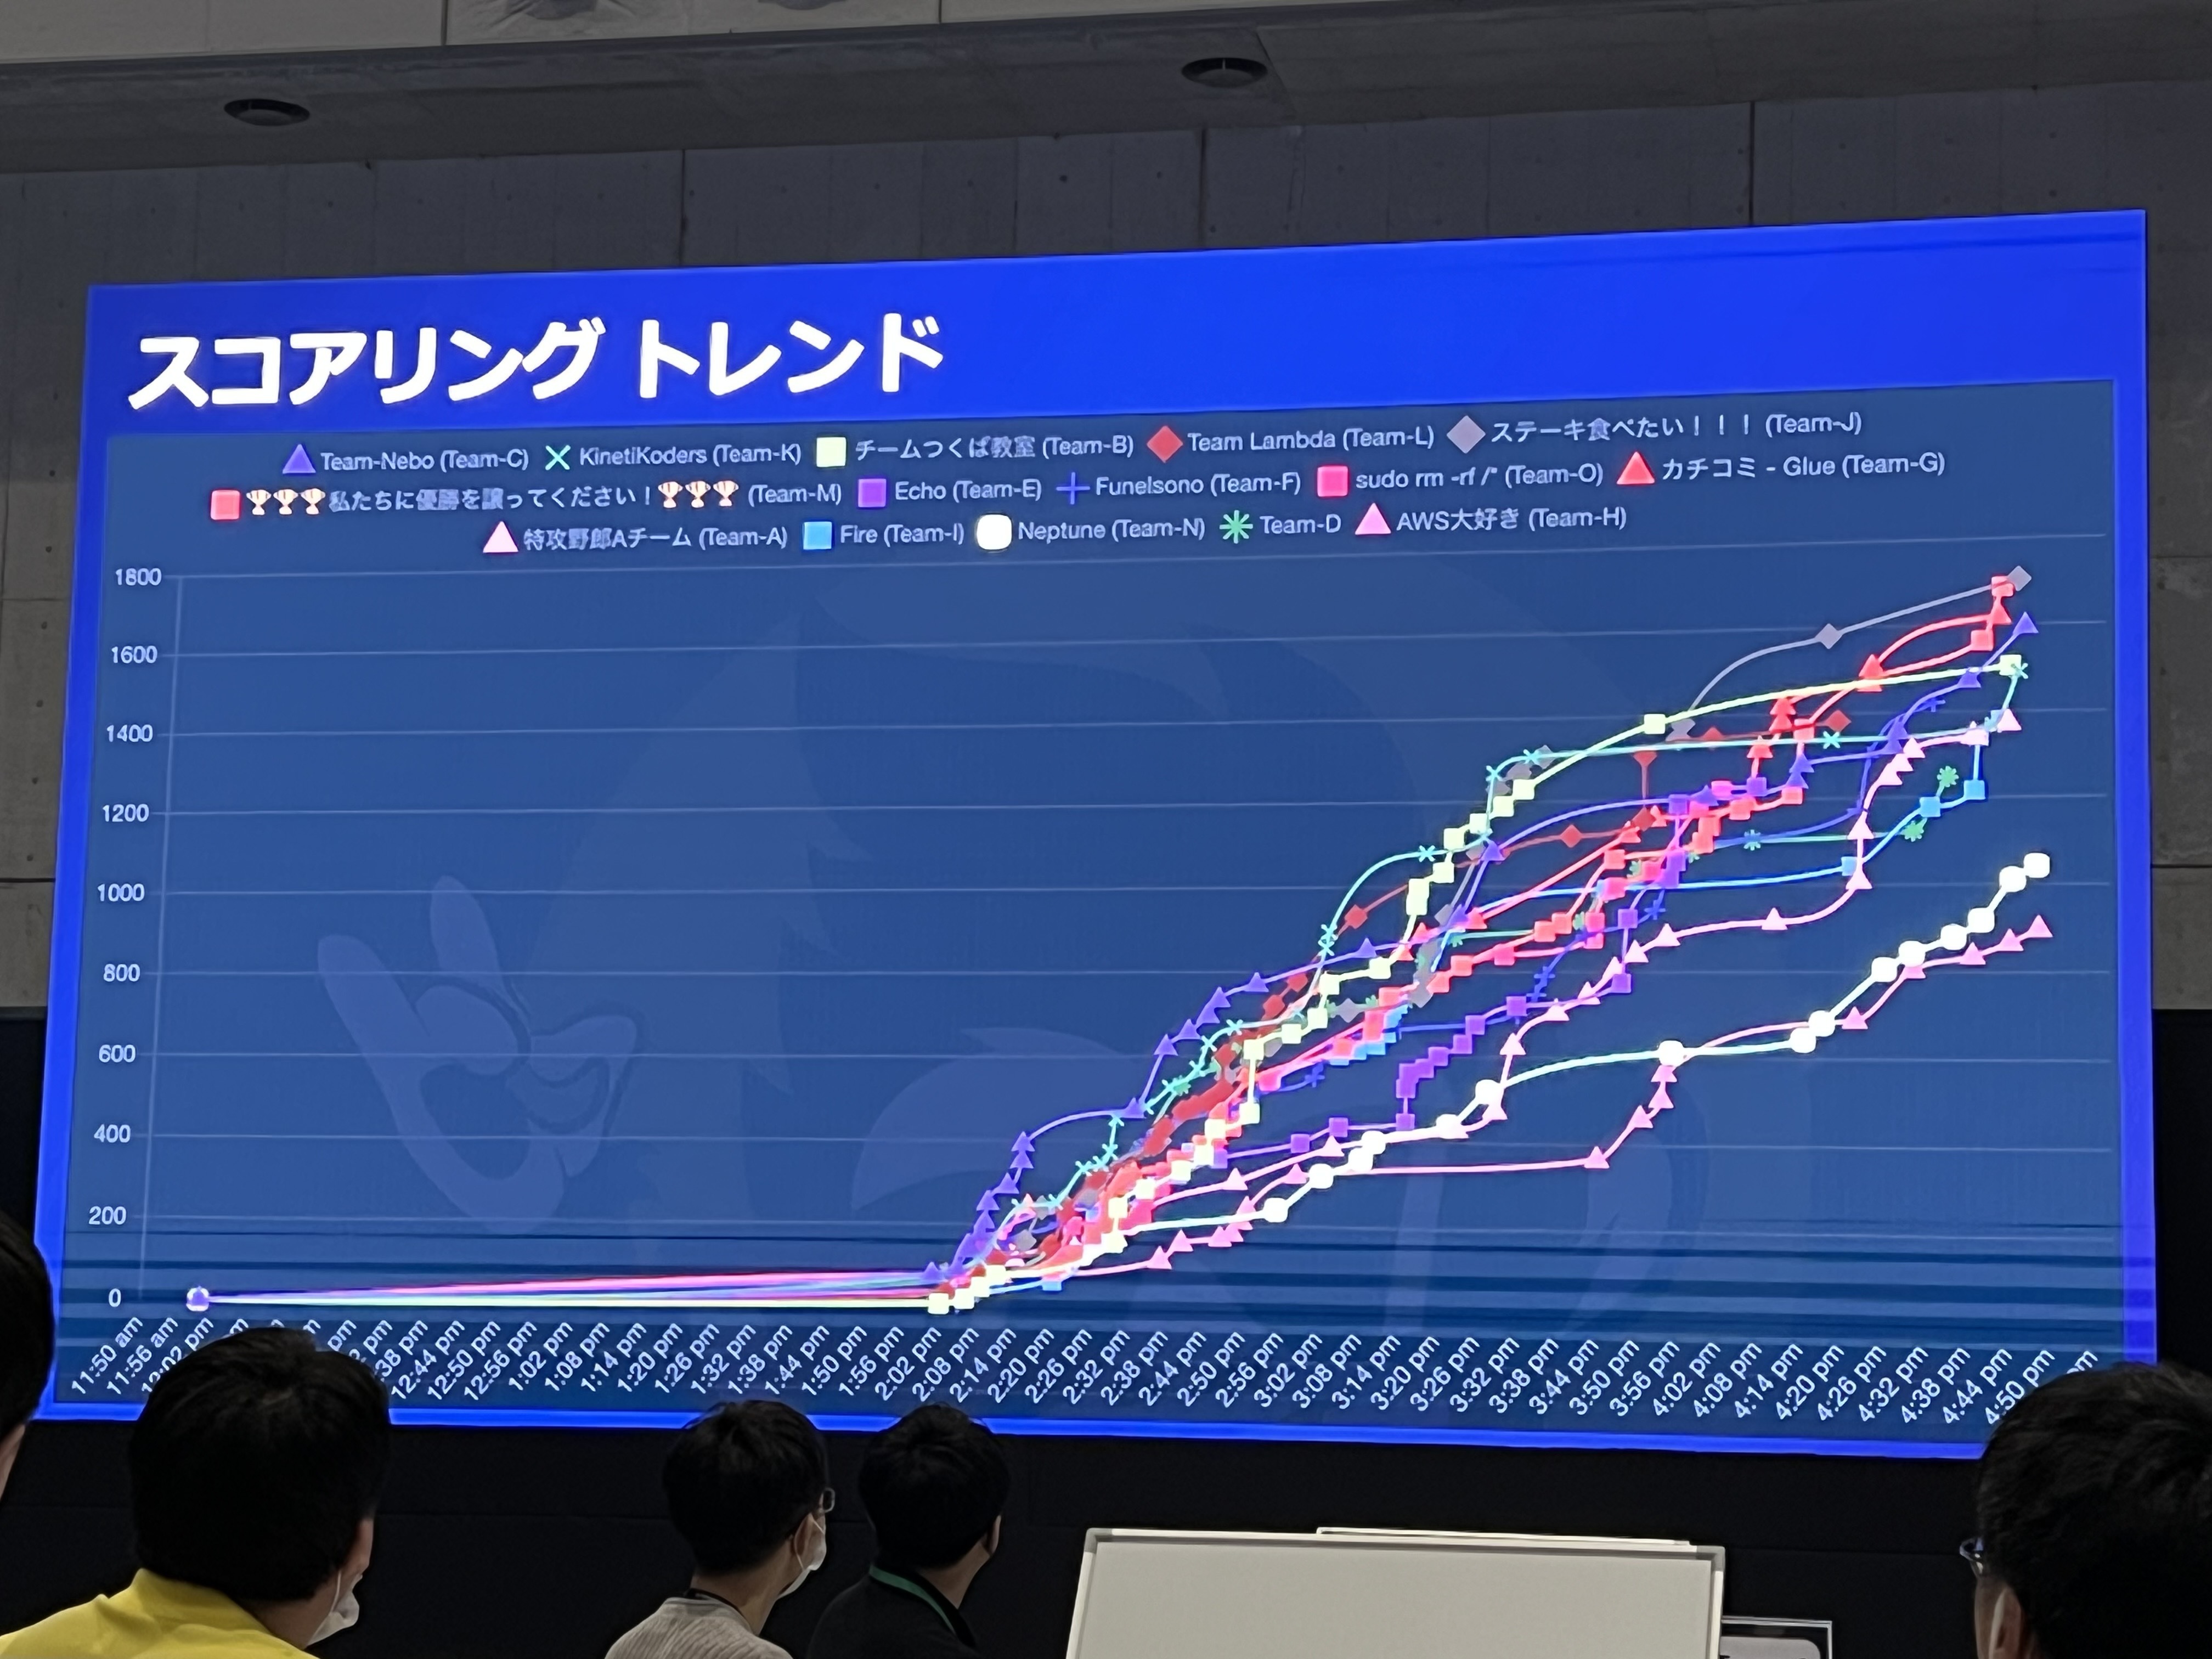 スコアリング トレンド
Team-Nebo (Team-C) KinetiKoders (Team-K) チームつくば教室 (Team-B) Team Lambda (Team-L) ステーキ食べたい！！！ (Team-J)
🏆🏆🏆私たちに優勝を譲ってください！🏆🏆🏆 (Team-M) Echo (Team-E) Funelsono (Team-F) sudo rm -rf /* (Team-O) カチコミ - Glue (Team-G)
特攻野郎Aチーム (Team-A) Fire (Team-I) Neptune (Team-N) Team-D AWS大好き (Team-H)
1800
1600
1400
1200
1000
800
600
400
200
0
11:50 am 11:56 am 12:02 pm 12:44 pm 12:50 pm 12:56 pm 1:02 pm 1:08 pm 1:14 pm 1:20 pm 1:26 pm 1:32 pm 1:38 pm 1:44 pm 1:50 pm 1:56 pm 2:02 pm 2:08 pm 2:14 pm 2:20 pm 2:26 pm 2:32 pm 2:38 pm 2:44 pm 2:50 pm 2:56 pm 3:02 pm 3:08 pm 3:14 pm 3:20 pm 3:26 pm 3:32 pm 3:38 pm 3:44 pm 3:50 pm 3:56 pm 4:02 pm 4:08 pm 4:14 pm 4:20 pm 4:26 pm 4:32 pm 4:38 pm 4:44 pm 4:50 pm